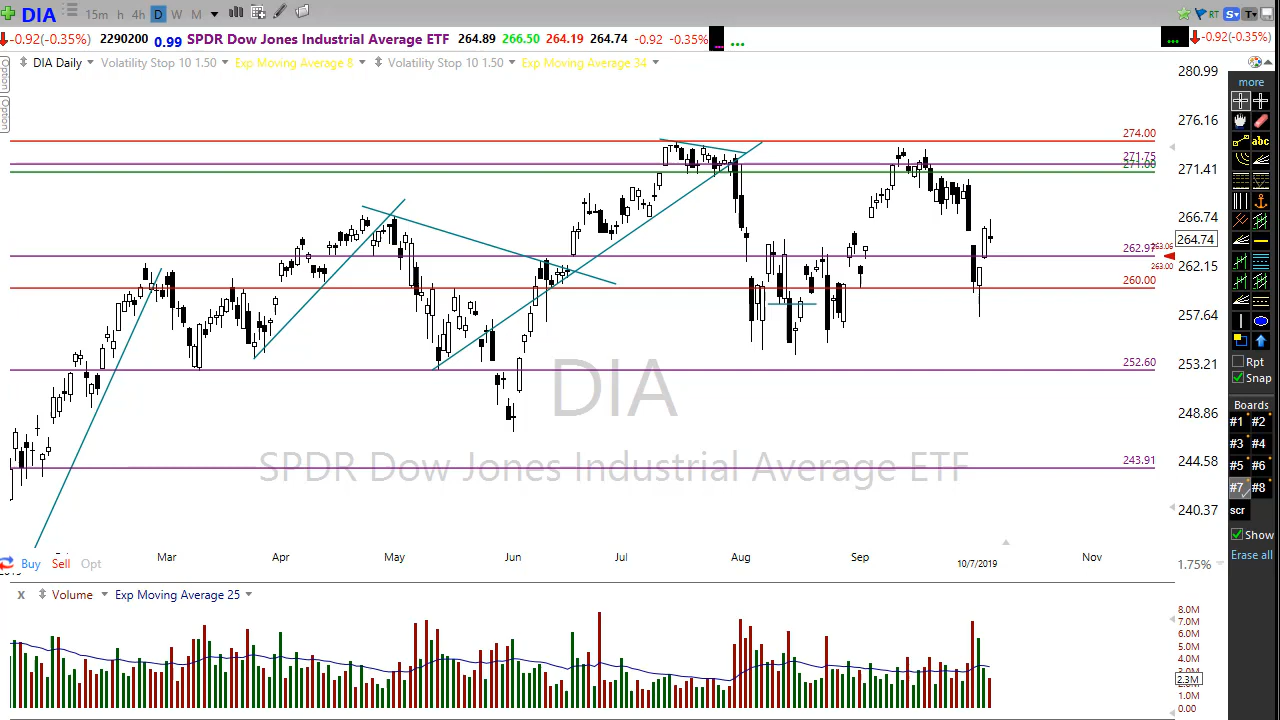 DIA 15m h 4h D W M RT S T
-0.92(-0.35%) 2290200 0.99 SPDR Dow Jones Industrial Average ETF 264.89 266.50 264.19 264.74 -0.92 -0.35% ... ... ... -0.92(-0.35%)
DIA Daily Volatility Stop 10 1.50 Exp Moving Average 8 Volatility Stop 10 1.50 Exp Moving Average 34
Option
Option
280.99
276.16
274.00
271.75
271.00
271.41
266.74
264.74
262.97
263.06
263.00
262.15
260.00
257.64
253.21
252.60
248.86
243.91
244.58
240.37
DIA
SPDR Dow Jones Industrial Average ETF
Mar Apr May Jun Jul Aug Sep 10/7/2019 Nov
Buy Sell Opt
1.75%
x Volume Exp Moving Average 25
8.0M
7.0M
6.0M
5.0M
4.0M
3.0M
2.3M
1.0M
0.00
more
abc
Rpt
Snap
Boards
#1 #2
#3 #4
#5 #6
#7 #8
scr
Show
Erase all